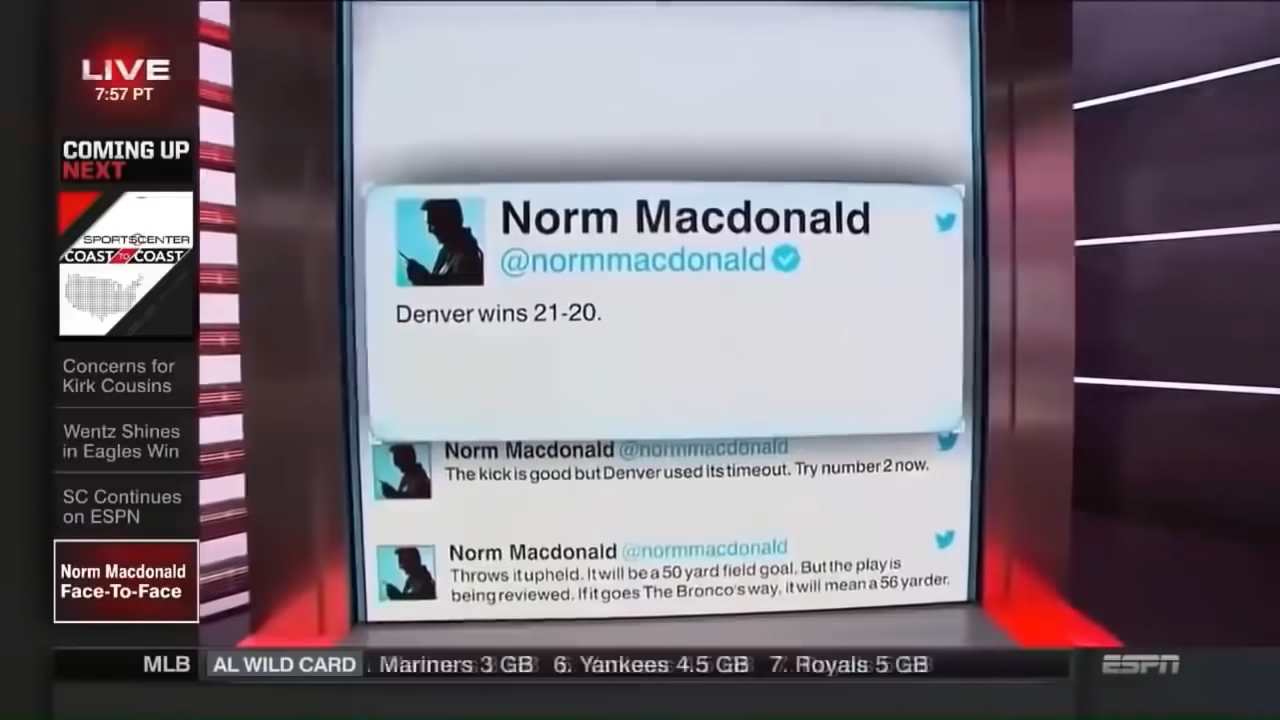 LIVE
7:57 PT
COMING UP
NEXT
SPORTSCENTER
COAST TO COAST
Concerns for
Kirk Cousins
Wentz Shines
in Eagles Win
SC Continues
on ESPN
Norm Macdonald
Face-To-Face
Norm Macdonald
@normmacdonald
Denver wins 21-20.
Norm Macdonald @normmacdonald
The kick is good but Denver used its timeout. Try number 2 now.
Norm Macdonald @normmacdonald
Throws it upheld. It will be a 50 yard field goal. But the play is
being reviewed. If it goes The Bronco's way, it will mean a 56 yarder.
MLB AL WILD CARD . Mariners 3 GB 6. Yankees 4.5 GB 7. Royals 5 GB ESPN